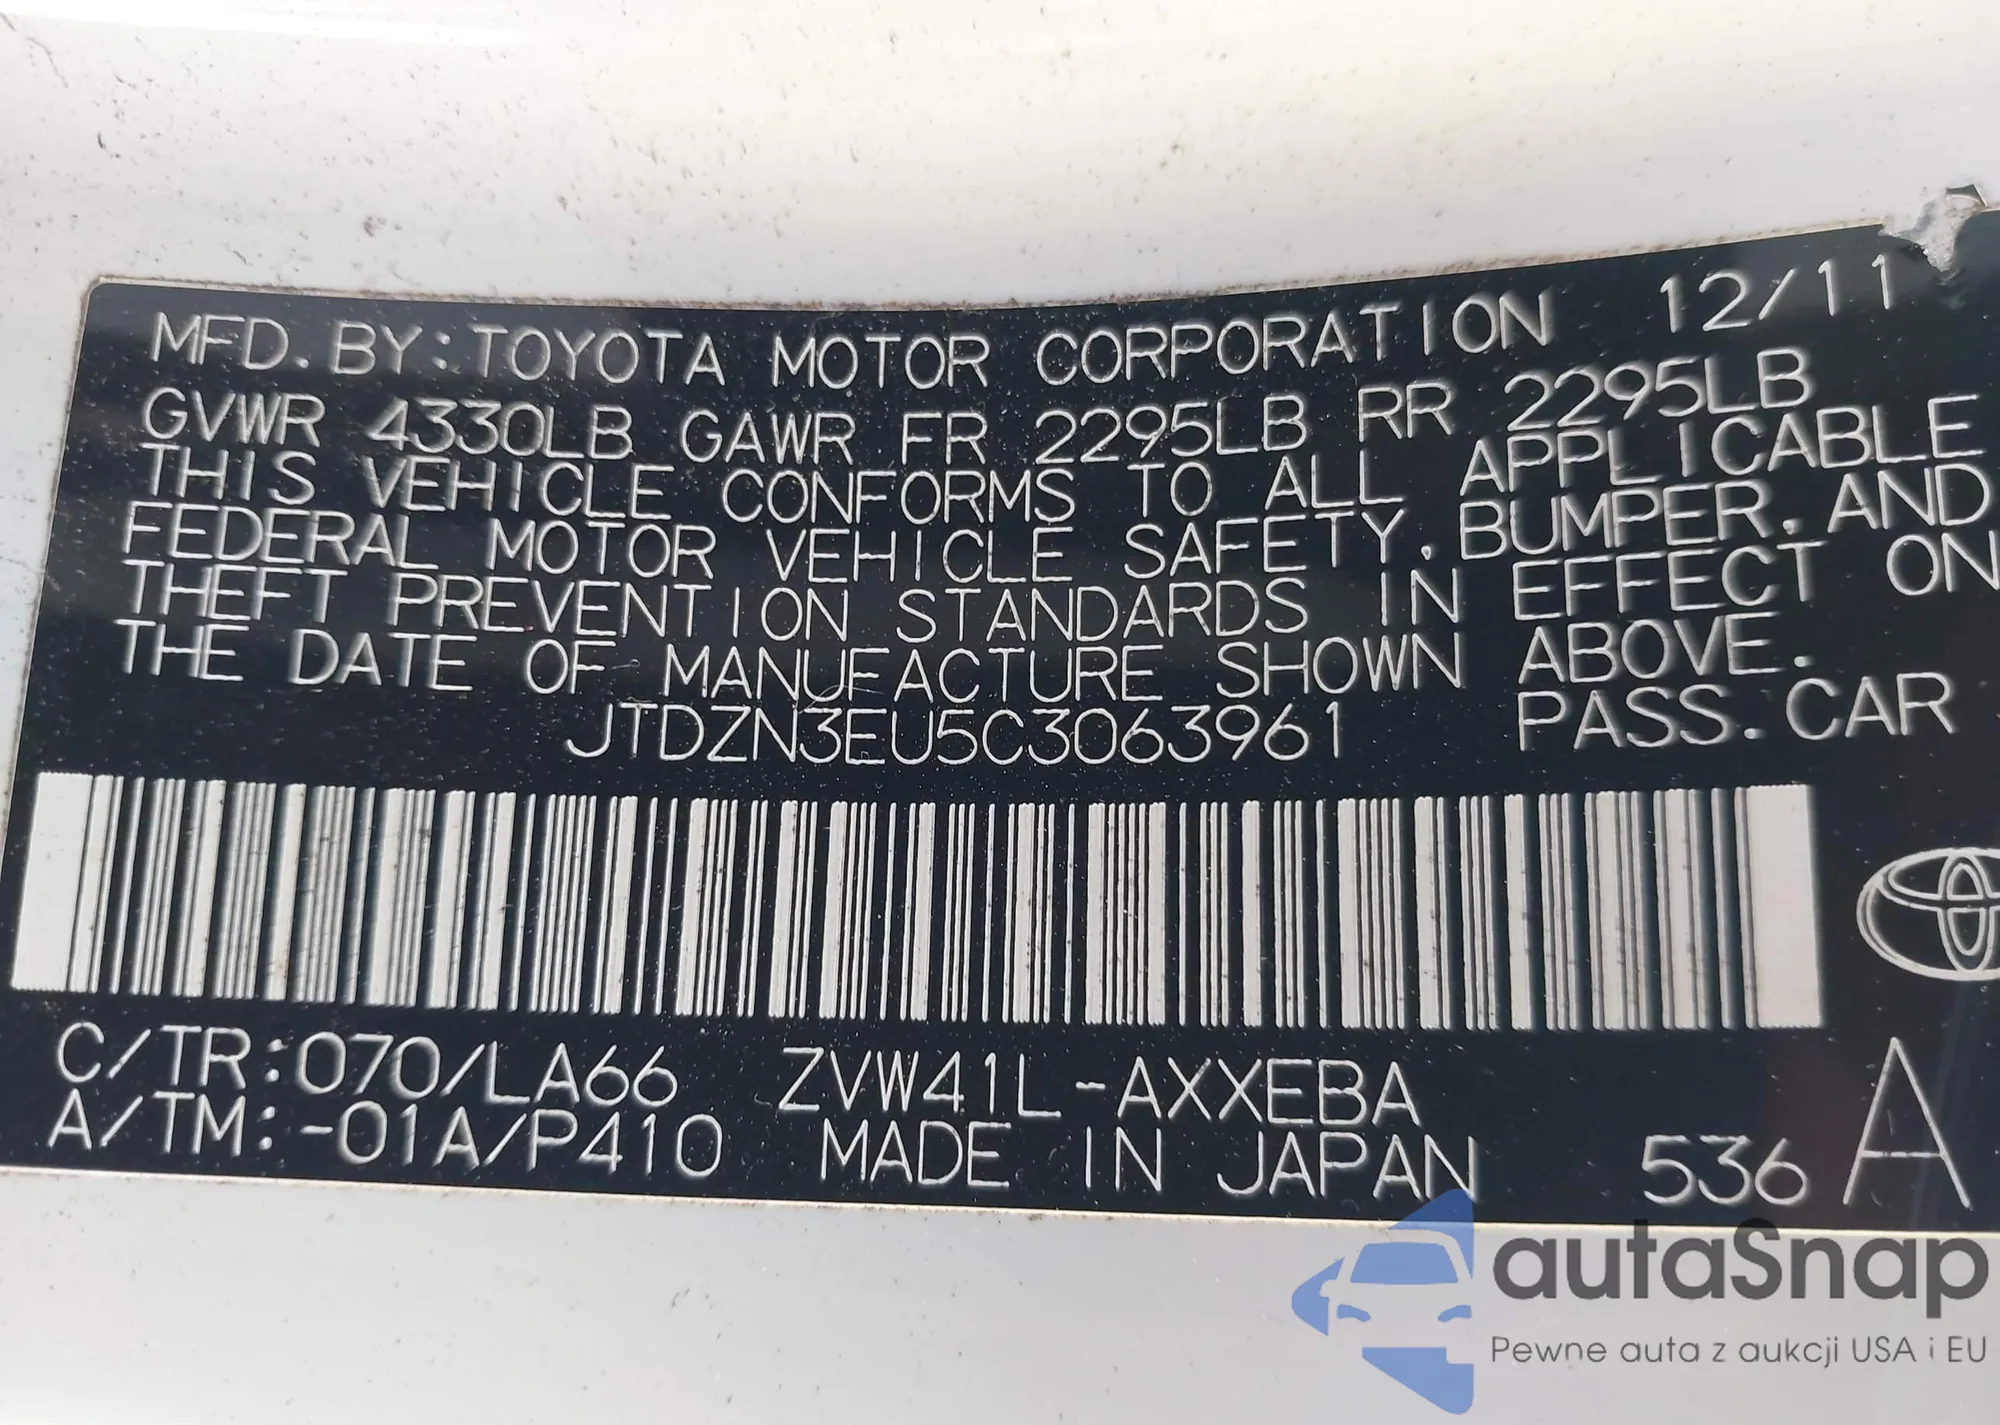 MFD. BY: TOYOTA MOTOR CORPORATION 12/11
GVWR 4330LB GAWR FR 2295LB RR 2295LB
THIS VEHICLE CONFORMS TO ALL APPLICABLE
FEDERAL MOTOR VEHICLE SAFETY, BUMPER, AND
THEFT PREVENTION STANDARDS IN EFFECT ON
THE DATE OF MANUFACTURE SHOWN ABOVE.
JTDZN3EU5C3063961 PASS. CAR
C/TR:070/LA66 ZVW41L-AXXEBA
A/TM:-01A/P410 MADE IN JAPAN 536 A
autaSnap
Pewne auta z aukcji USA i EU